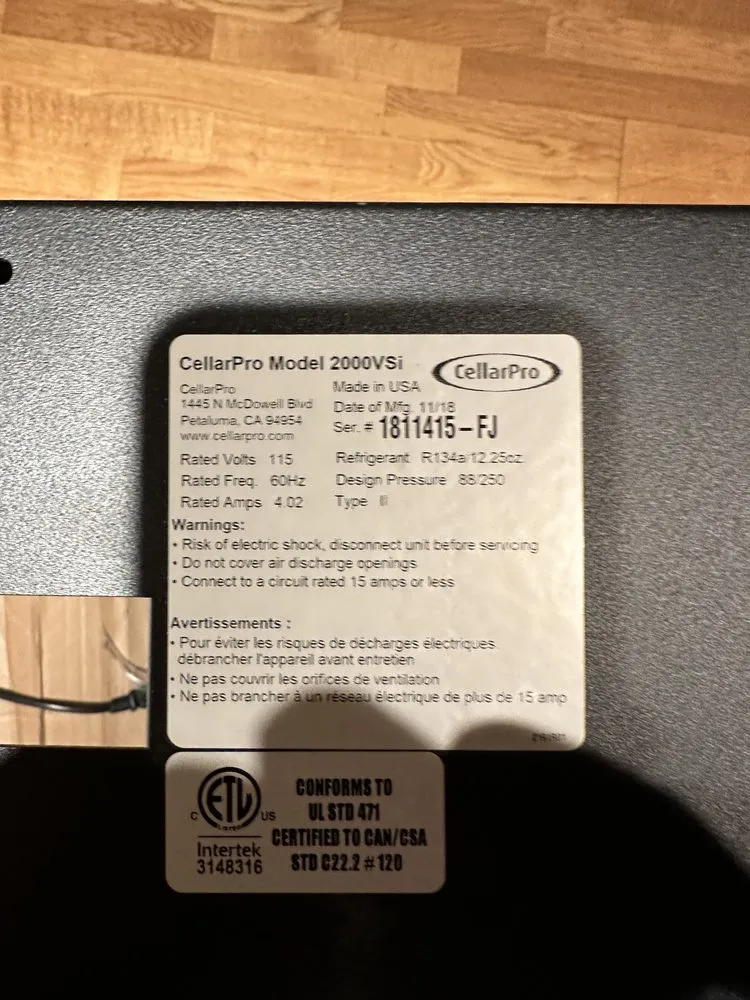 CellarPro Model 2000VSi
CellarPro
CellarPro
1445 N McDowell Blvd
Petaluma, CA 94954
www.cellarpro.com
Made in USA
Date of Mfg. 11/18
Ser. # 1811415-FJ
Rated Volts 115
Rated Freq. 60Hz
Rated Amps 4.02
Refrigerant R134a/12.25oz
Design Pressure 88/250
Type
Warnings:
• Risk of electric shock, disconnect unit before servicing
• Do not cover air discharge openings
• Connect to a circuit rated 15 amps or less
Avertissements :
• Pour éviter les risques de décharges électriques
débrancher l'appareil avant entretien
• Ne pas couvrir les orifices de ventilation
• Ne pas brancher à un réseau électrique de plus de 15 amp
C ETL US
LISTED
Intertek
3148316
CONFORMS TO
UL STD 471
CERTIFIED TO CAN/CSA
STD C22.2 # 120